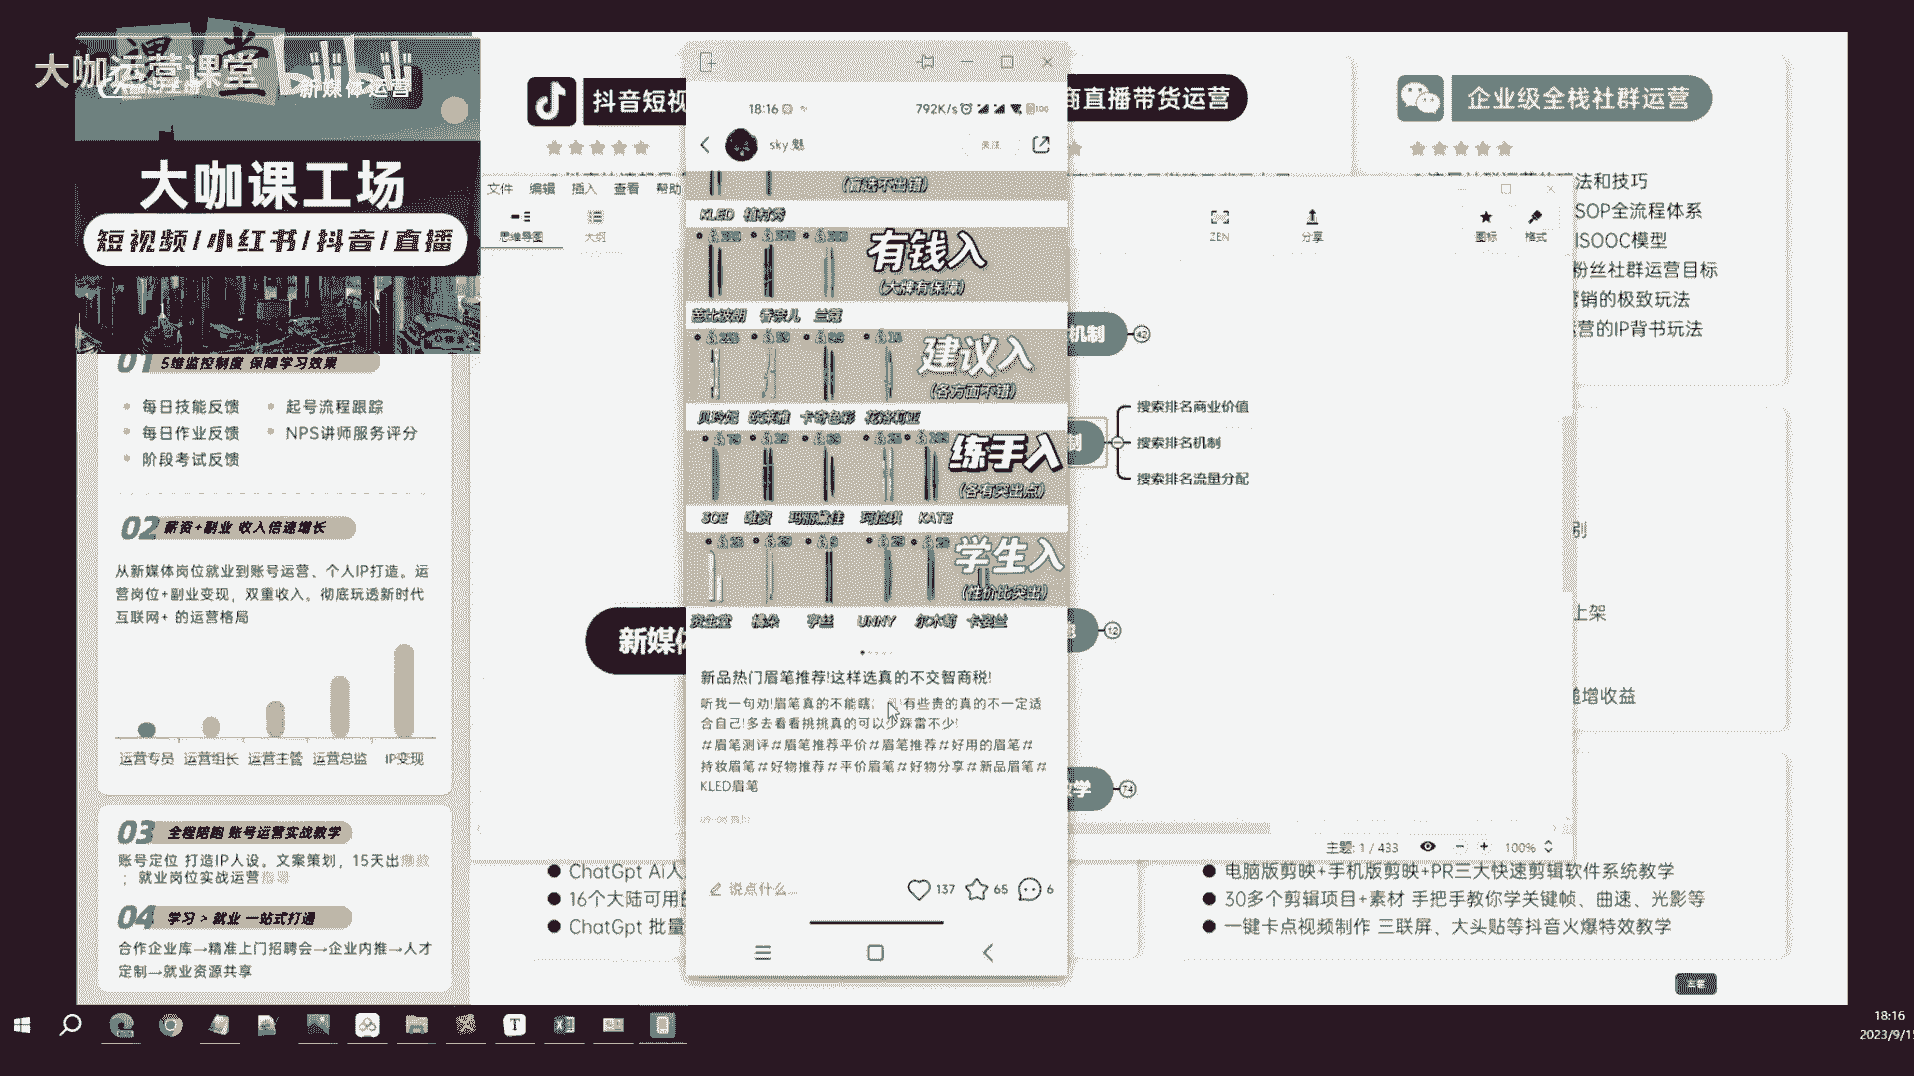 大咖运营课堂
新媒体运营
大咖课工场
短视频/小红书/抖音/直播
01 5维监控制度 保障学习效果
每日技能反馈
起号流程跟踪
每日作业反馈
NPS讲师服务评分
阶段考试反馈
02 薪资+副业 收入倍速增长
从新媒体岗位就业到账号运营、个人IP打造。运
营岗位+副业变现，双重收入。彻底玩透新时代
互联网+ 的运营格局
运营专员 运营组长 运营主管 运营总监 IP变现
03 全程陪跑 账号运营实战教学
账号定位 打造IP人设。文案策划，15天出
；就业岗位实战运营
04 学习 > 就业 一站式打通
合作企业库→精准上门招聘会→企业内推→人才
定制→就业资源共享
抖音短视
商直播带货运营
企业级全栈社群运营
法和技巧
SOP全流程体系
ISOOC模型
粉丝社群运营目标
营销的极致玩法
营的IP背书玩法
文件 编辑 插入 查看 帮助
思维导图 大纲
ZEN 分享 图标 格式
新媒体
机制 42
制
搜索排名商业价值
搜索排名机制
搜索排名流量分配
12
学 74
别
上架
递增收益
主题: 1 / 433
100%
18:16
792K/s
100
sky.魁
关注
(盲选不出错)
KLED 植村秀
有钱入
(大牌有保障)
芭比波朗 香奈儿 兰蔻
建议入
(各方面不错)
贝玲妃 欧莱雅 卡奇色彩 花洛莉亚
练手入
(各有突出点)
3CE 唯资 玛丽黛佳 珂拉琪 KATE
学生入
(性价比突出)
资生堂 橘朵 李丝 UNNY 尔木萄 卡姿兰
新品热门眉笔推荐!这样选真的不交智商税!
听我一句劝!眉笔真的不能瞎 有些贵的真的不一定适
合自己!多去看看挑挑真的可以少踩雷不少!
#眉笔测评#眉笔推荐平价#眉笔推荐#好用的眉笔#
持妆眉笔#好物推荐#平价眉笔#好物分享#新品眉笔#
KLED眉笔
说点什么...
137
65
6
ChatGpt Ai人
16个大陆可用的
ChatGpt 批量
电脑版剪映+手机版剪映+PR三大快速剪辑软件系统教学
30多个剪辑项目+素材 手把手教你学关键帧、曲速、光影等
一键卡点视频制作 三联屏、大头贴等抖音火爆特效教学
18:16
2023/9/1